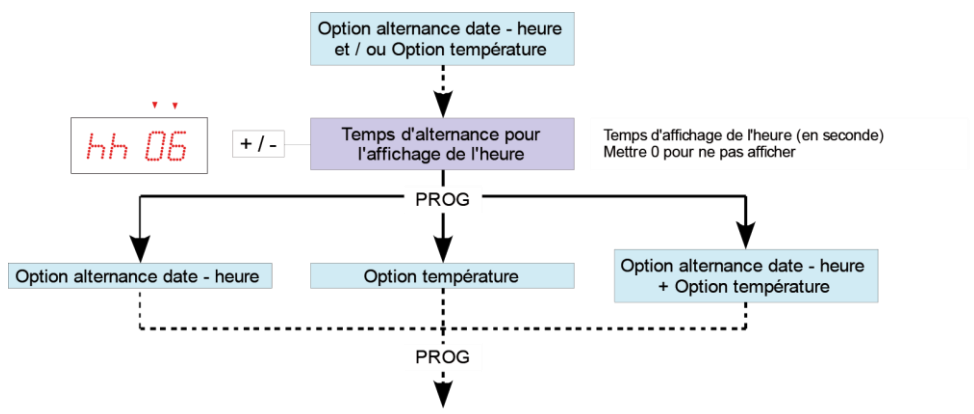 Option alternance date - heure
et / ou Option température
hh 06
+ / -
Temps d'alternance pour
l'affichage de l'heure
Temps d'affichage de l'heure (en seconde)
Mettre 0 pour ne pas afficher
PROG
Option alternance date - heure
Option température
Option alternance date - heure
+ Option température
PROG